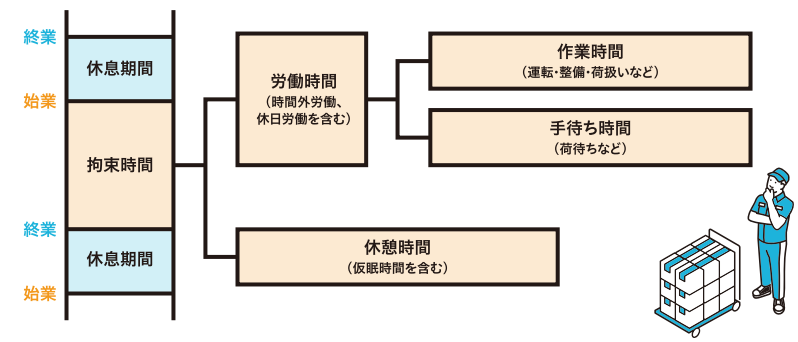 終業
休息期間
始業
拘束時間
終業
休息期間
始業
労働時間
（時間外労働、
休日労働を含む）
作業時間
（運転・整備・荷扱いなど）
手待ち時間
（荷待ちなど）
休憩時間
（仮眠時間を含む）